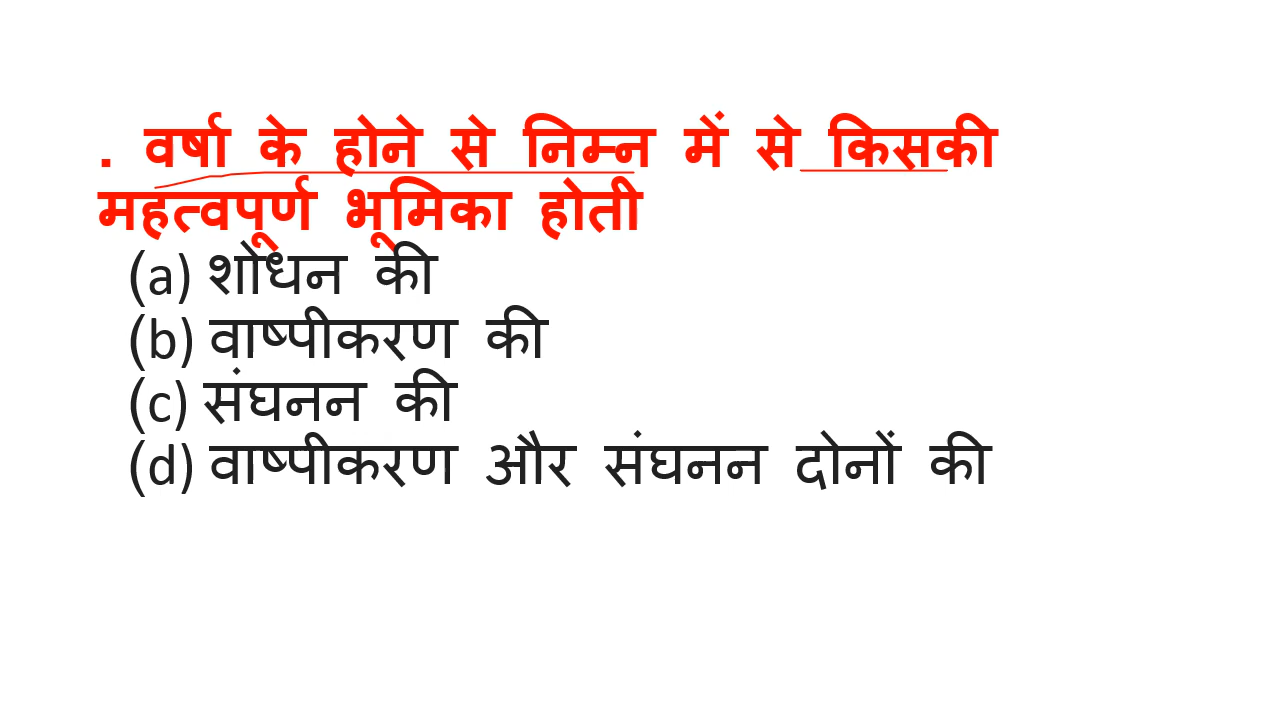 . वर्षा के होने से निम्न में से किसकी
महत्वपूर्ण भूमिका होती
(a) शोधन की
(b) वाष्पीकरण की
(c) संघनन की
(d) वाष्पीकरण और संघनन दोनों की